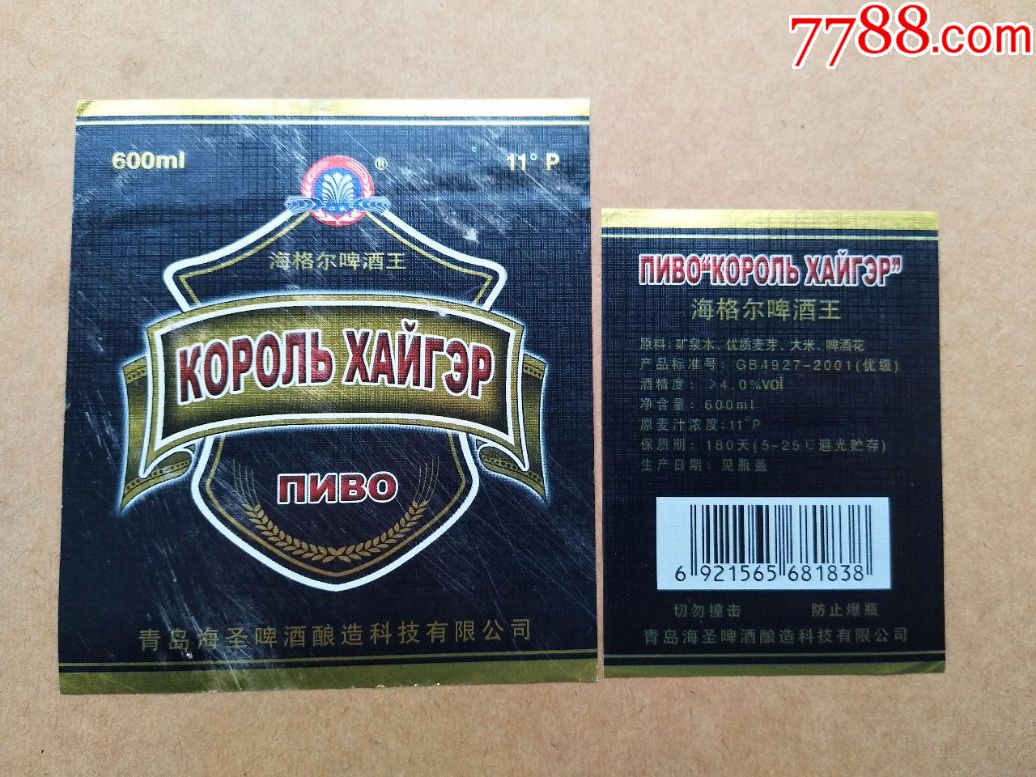 7788.com
600ml
11° P
®
海格尔啤酒王
КОРОЛЬ ХАЙГЭР
ПИВО
青岛海圣啤酒酿造科技有限公司
ПИВО“КОРОЛЬ ХАЙГЭР”
海格尔啤酒王
原料:矿泉水、优质麦芽、大米、啤酒花
产品标准号: GB4927-2001(优级)
酒精度: >4.0%vol
净含量:600ml
原麦汁浓度:11°P
保质期:180天(5-25℃避光贮存)
生产日期:见瓶盖
6 921565 681838
切勿撞击 防止爆瓶
青岛海圣啤酒酿造科技有限公司